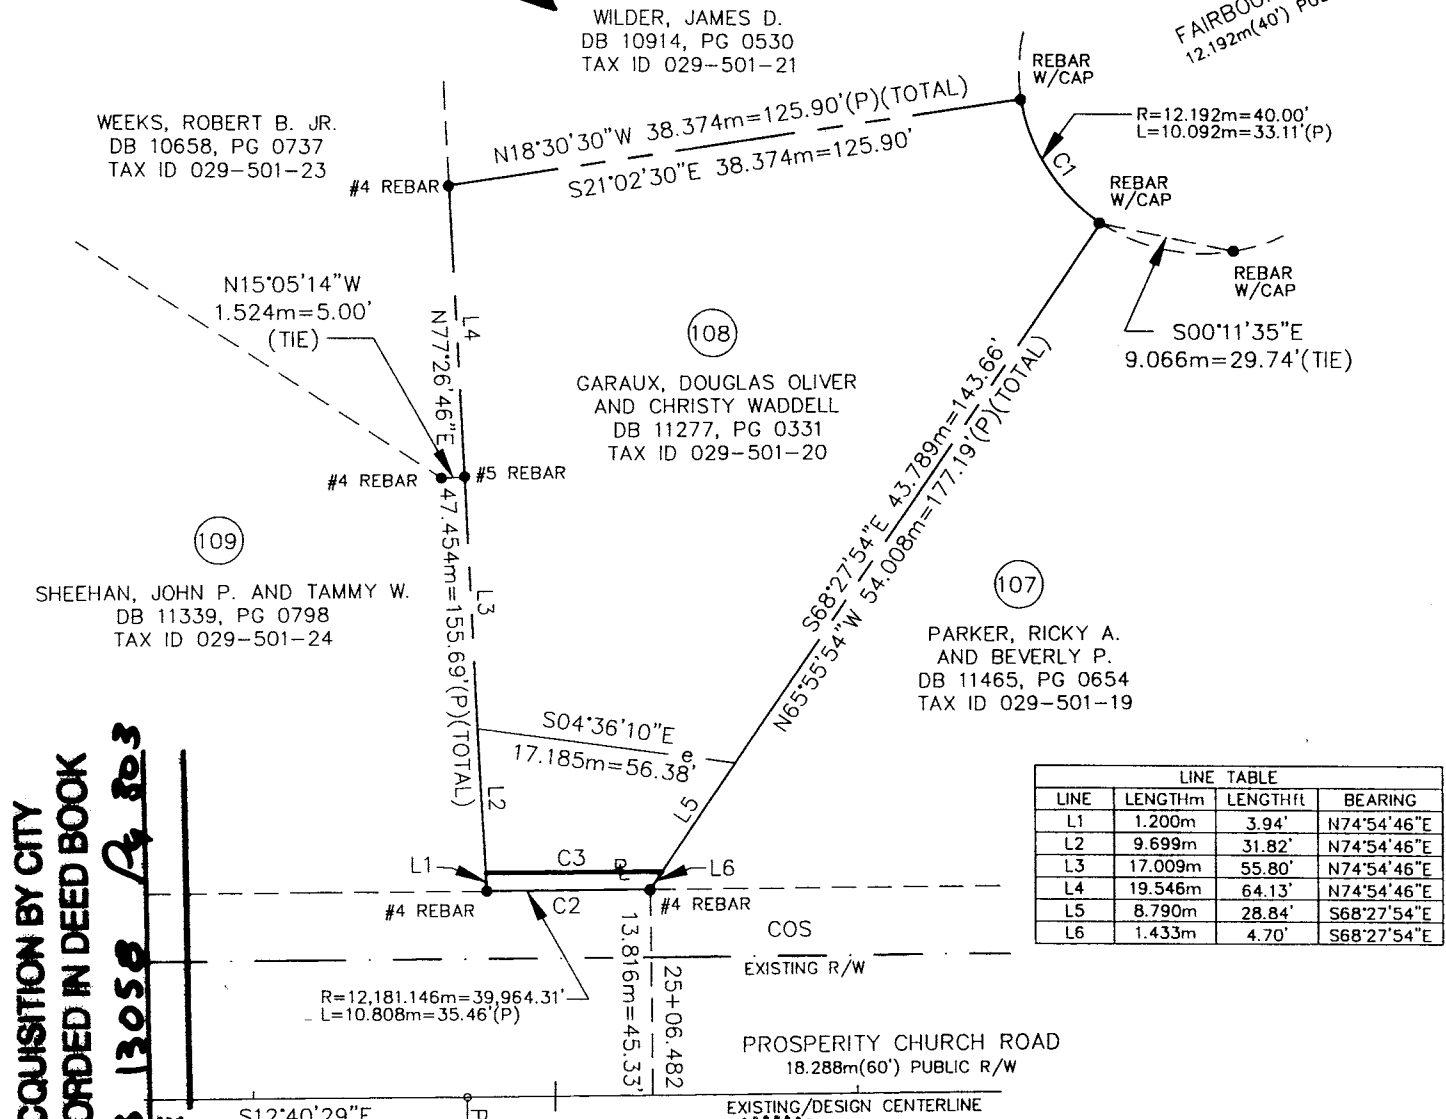 WILDER, JAMES D.
DB 10914, PG 0530
TAX ID 029-501-21
12.192m(40')
REBAR
W/CAP
WEEKS, ROBERT B. JR.
DB 10658, PG 0737
TAX ID 029-501-23
#4 REBAR
N18°30'30"W 38.374m=125.90'(P)(TOTAL)
S21°02'30"E 38.374m=125.90'
R=12.192m=40.00'
L=10.092m=33.11'(P)
C1
REBAR
W/CAP
REBAR
W/CAP
S00°11'35"E
9.066m=29.74'(TIE)
N15°05'14"W
1.524m=5.00'
(TIE)
L4
N77°26'46"E
47.454m=155.69'(P)(TOTAL)
108
GARAUX, DOUGLAS OLIVER
AND CHRISTY WADDELL
DB 11277, PG 0331
TAX ID 029-501-20
#4 REBAR
#5 REBAR
S68°27'54"E 43.789m=143.66'
N65°55'54"W 54.008m=177.19'(P)(TOTAL)
109
SHEEHAN, JOHN P. AND TAMMY W.
DB 11339, PG 0798
TAX ID 029-501-24
L3
107
PARKER, RICKY A.
AND BEVERLY P.
DB 11465, PG 0654
TAX ID 029-501-19
S04°36'10"E
17.185m=56.38'
e
L2
L5
LINE TABLE
LINE LENGTHm LENGTHft BEARING
L1 1.200m 3.94' N74°54'46"E
L2 9.699m 31.82' N74°54'46"E
L3 17.009m 55.80' N74°54'46"E
L4 19.546m 64.13' N74°54'46"E
L5 8.790m 28.84' S68°27'54"E
L6 1.433m 4.70' S68°27'54"E
L1
C3
L6
#4 REBAR
C2
#4 REBAR
COS
EXISTING R/W
R=12,181.146m=39,964.31'
L=10.808m=35.46'(P)
13.816m=45.33'
25+06.482
PROSPERITY CHURCH ROAD
18.288m(60') PUBLIC R/W
EXISTING/DESIGN CENTERLINE
S12°40'29"E
BY CITY
IN DEED BOOK
13058 Pg 803